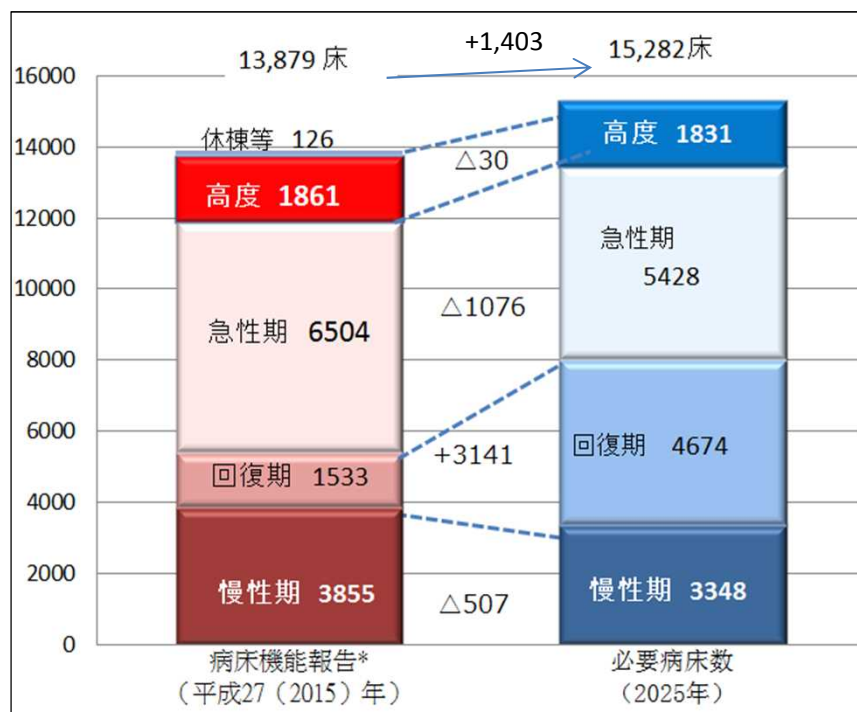 13,879 床
+1,403
15,282床
16000
14000
12000
10000
8000
6000
4000
2000
0
休棟等 126
高度 1861
急性期 6504
回復期 1533
慢性期 3855
△30
△1076
+3141
△507
高度 1831
急性期
5428
回復期 4674
慢性期 3348
病床機能報告*
（平成27（2015）年）
必要病床数
（2025年）